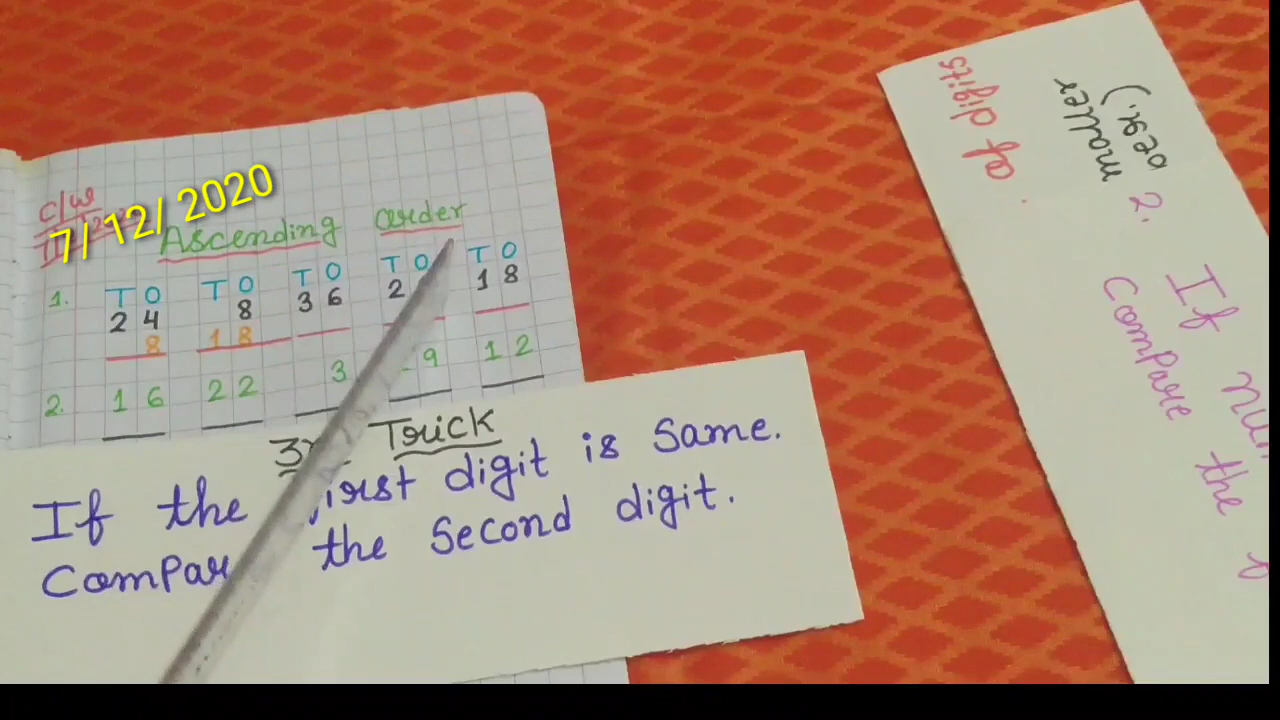 c/w
7/12/2020
Ascending order
1. T O T O T O T O T O
2 4 8 3 6 2 1 8
8 1 8
2. 1 6 2 2 3 9 1 2
Trick
If the first digit is same.
Compar the second digit.
of digits
maller
2. If
compare the